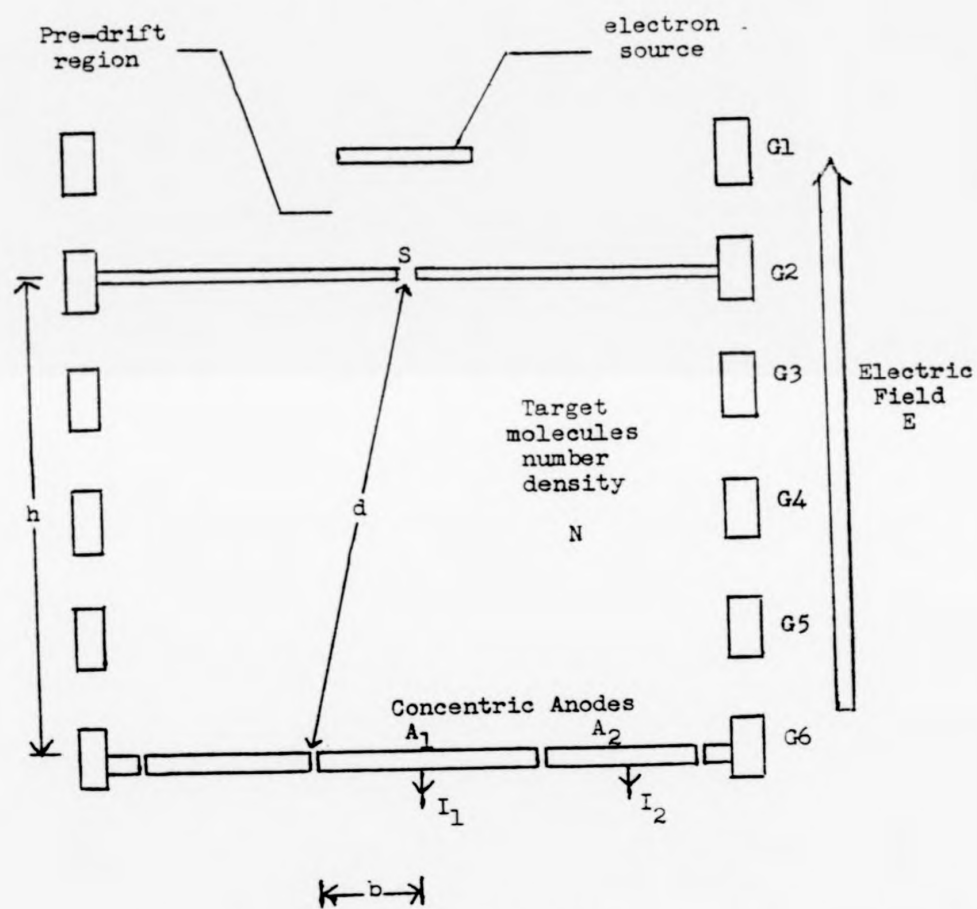 Pre-drift
region
electron
source
G1
S
G2
G3
Electric
Field
E
Target
molecules
number
density
N
h
d
G4
G5
Concentric Anodes
A1
A2
G6
I1
I2
b